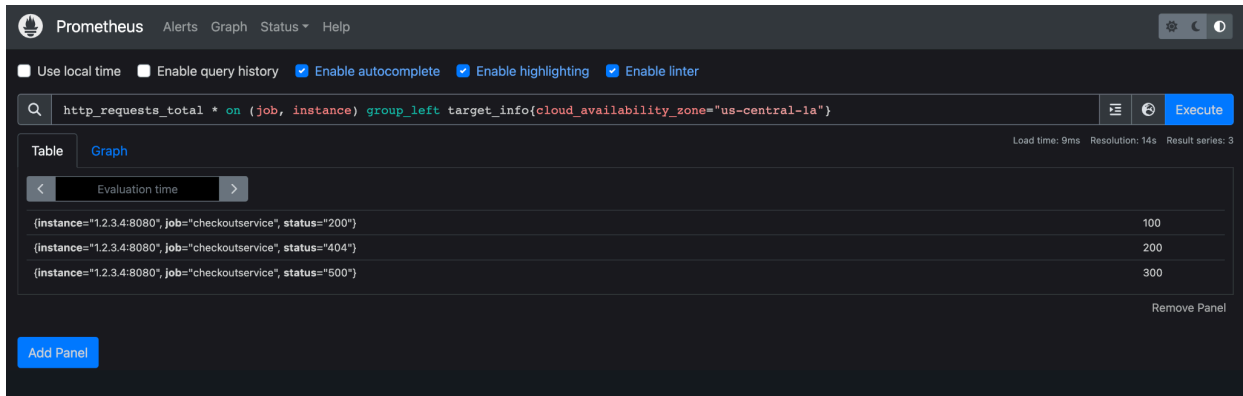 Prometheus Alerts Graph Status Help
Use local time Enable query history Enable autocomplete Enable highlighting Enable linter
http_requests_total * on (job, instance) group_left target_info{cloud_availability_zone="us-central-1a"} Execute
Load time: 9ms Resolution: 14s Result series: 3
Table Graph
Evaluation time
{instance="1.2.3.4:8080", job="checkoutservice", status="200"} 100
{instance="1.2.3.4:8080", job="checkoutservice", status="404"} 200
{instance="1.2.3.4:8080", job="checkoutservice", status="500"} 300
Remove Panel
Add Panel